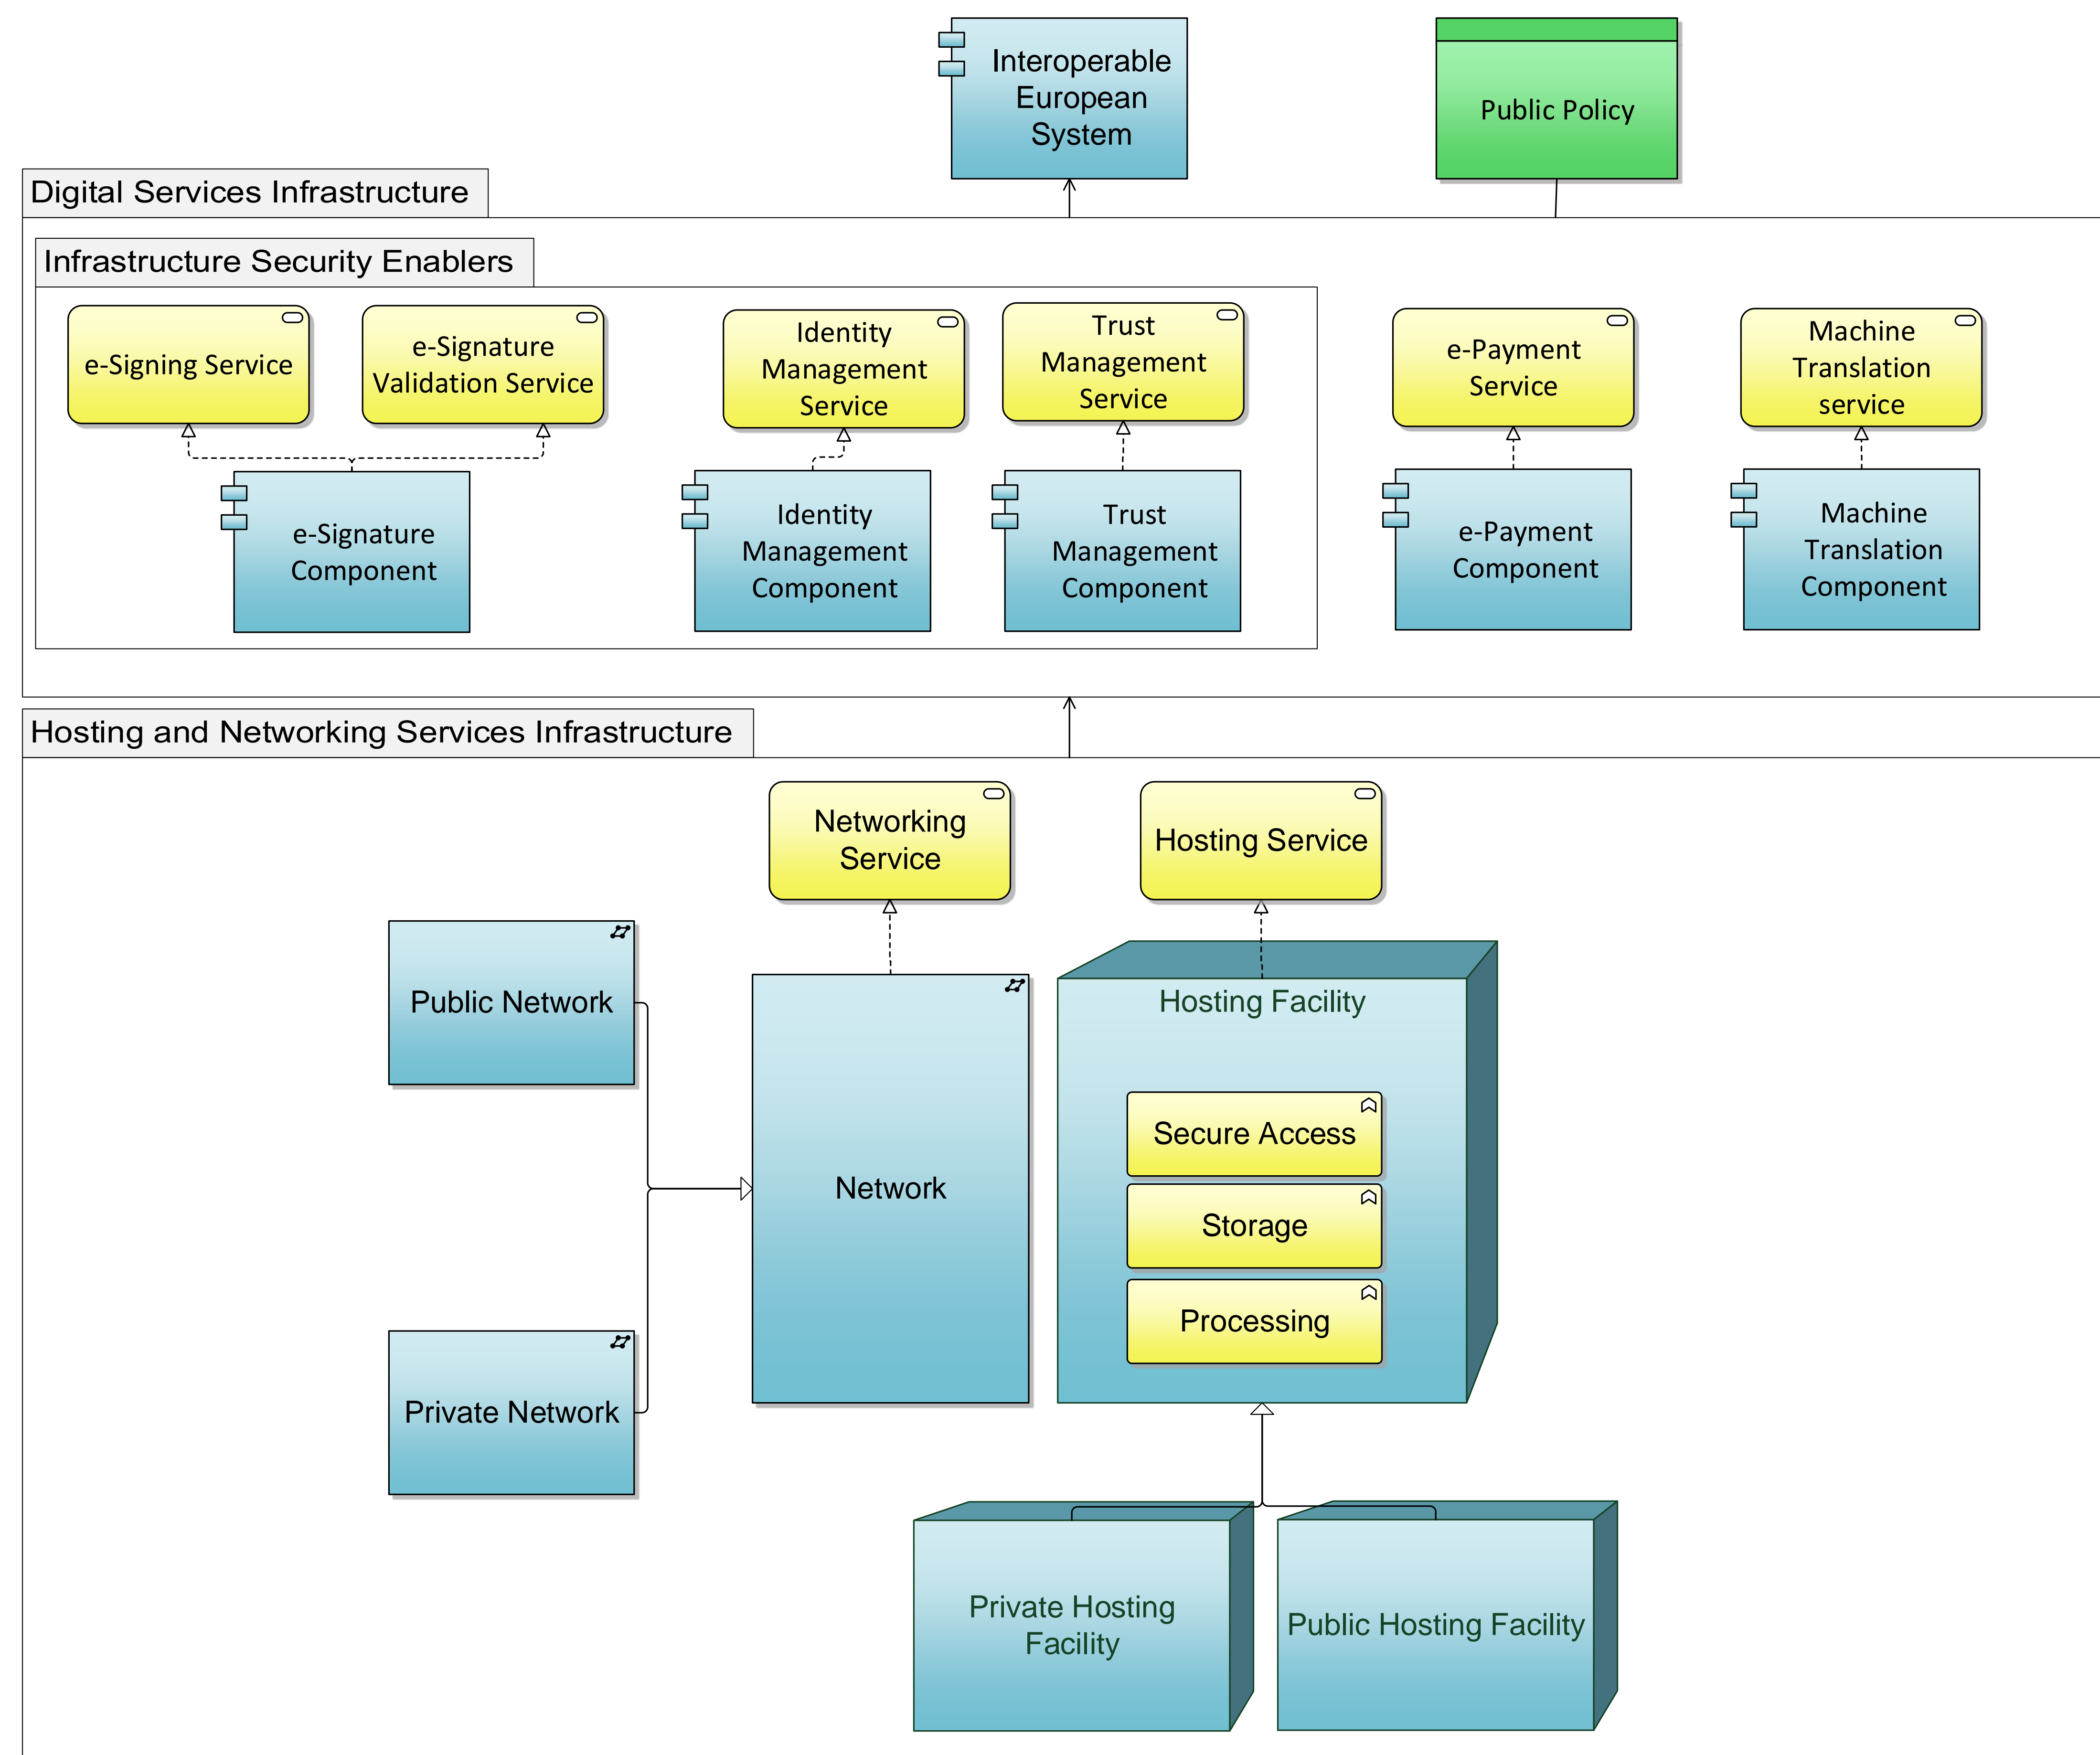 Interoperable
European
System
Public Policy
Digital Services Infrastructure
Infrastructure Security Enablers
e-Signing Service
e-Signature
Validation Service
Identity
Management
Service
Trust
Management
Service
e-Payment
Service
Machine
Translation
service
e-Signature
Component
Identity
Management
Component
Trust
Management
Component
e-Payment
Component
Machine
Translation
Component
Hosting and Networking Services Infrastructure
Networking
Service
Hosting Service
Public Network
Network
Private Network
Hosting Facility
Secure Access
Storage
Processing
Private Hosting
Facility
Public Hosting Facility